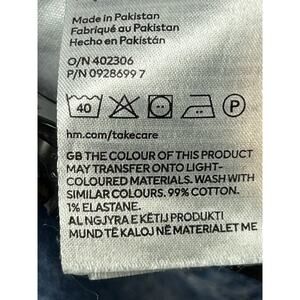 Made in Pakistan
Fabriqué au Pakistan
Hecho en Pakistán
O/N 402306
P/N 0928699 7
40
P
hm.com/takecare
GB THE COLOUR OF THIS PRODUCT
MAY TRANSFER ONTO LIGHT-
COLOURED MATERIALS. WASH WITH
SIMILAR COLOURS. 99% COTTON.
1% ELASTANE.
AL NGJYRA E KËTIJ PRODUKTI
MUND TË KALOJ NË MATERIALET ME